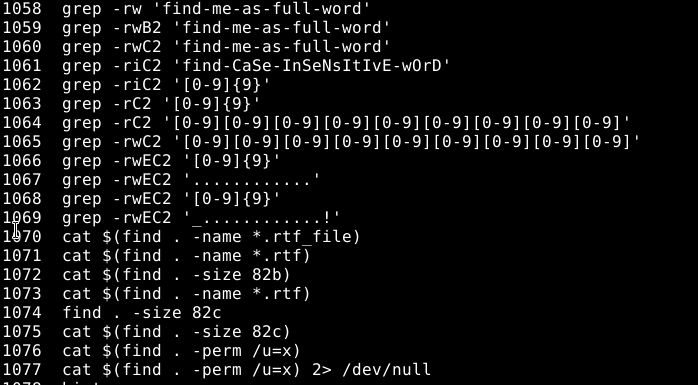 1058  grep -rw 'find-me-as-full-word'
1059  grep -rwB2 'find-me-as-full-word'
1060  grep -rwC2 'find-me-as-full-word'
1061  grep -riC2 'find-CaSe-InSeNsItIvE-wOrD'
1062  grep -riC2 '[0-9]{9}'
1063  grep -rC2 '[0-9]{9}'
1064  grep -rC2 '[0-9][0-9][0-9][0-9][0-9][0-9][0-9][0-9][0-9]'
1065  grep -rwC2 '[0-9][0-9][0-9][0-9][0-9][0-9][0-9][0-9][0-9]'
1066  grep -rwEC2 '[0-9]{9}'
1067  grep -rwEC2 '............'
1068  grep -rwEC2 '[0-9]{9}'
1069  grep -rwEC2 '_............!'
1070  cat $(find . -name *.rtf_file)
1071  cat $(find . -name *.rtf)
1072  cat $(find . -size 82b)
1073  cat $(find . -name *.rtf)
1074  find . -size 82c
1075  cat $(find . -size 82c)
1076  cat $(find . -perm /u=x)
1077  cat $(find . -perm /u=x) 2> /dev/null